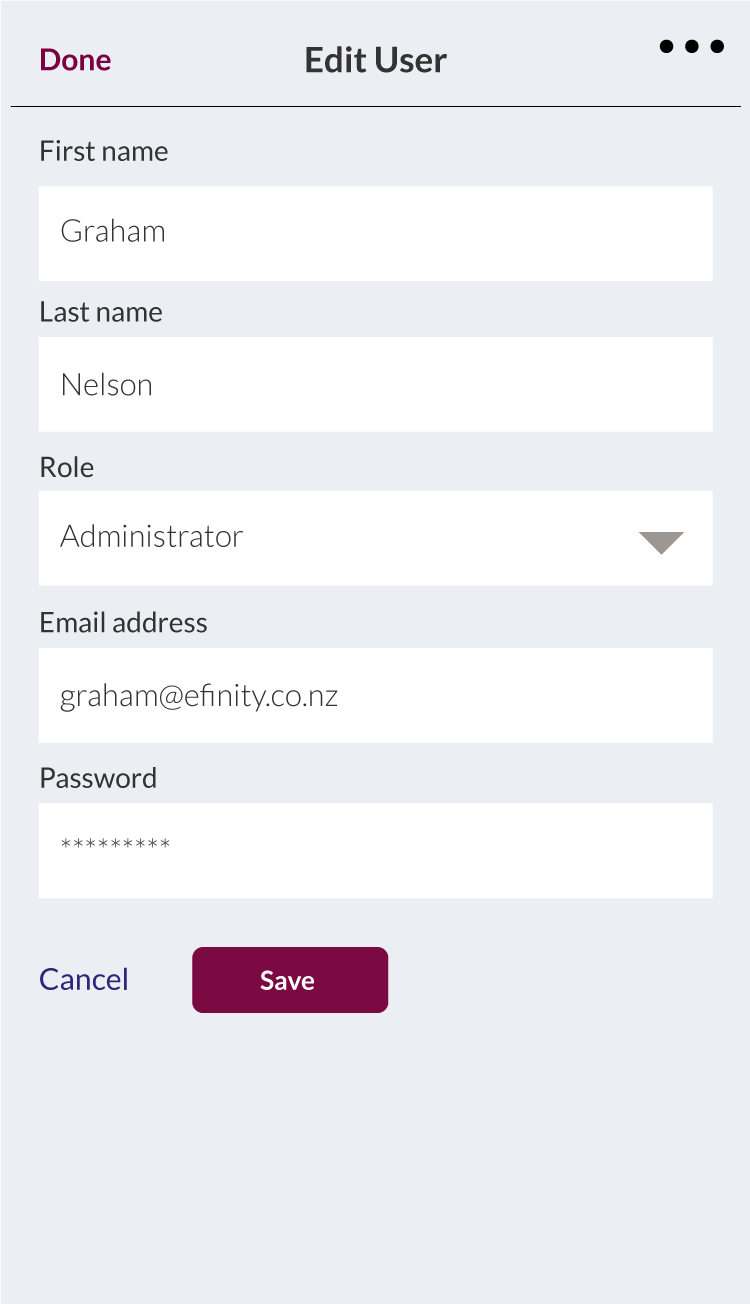 Done
Edit User
First name
Graham
Last name
Nelson
Role
Administrator
Email address
graham@efinity.co.nz
Password
*********
Cancel
Save